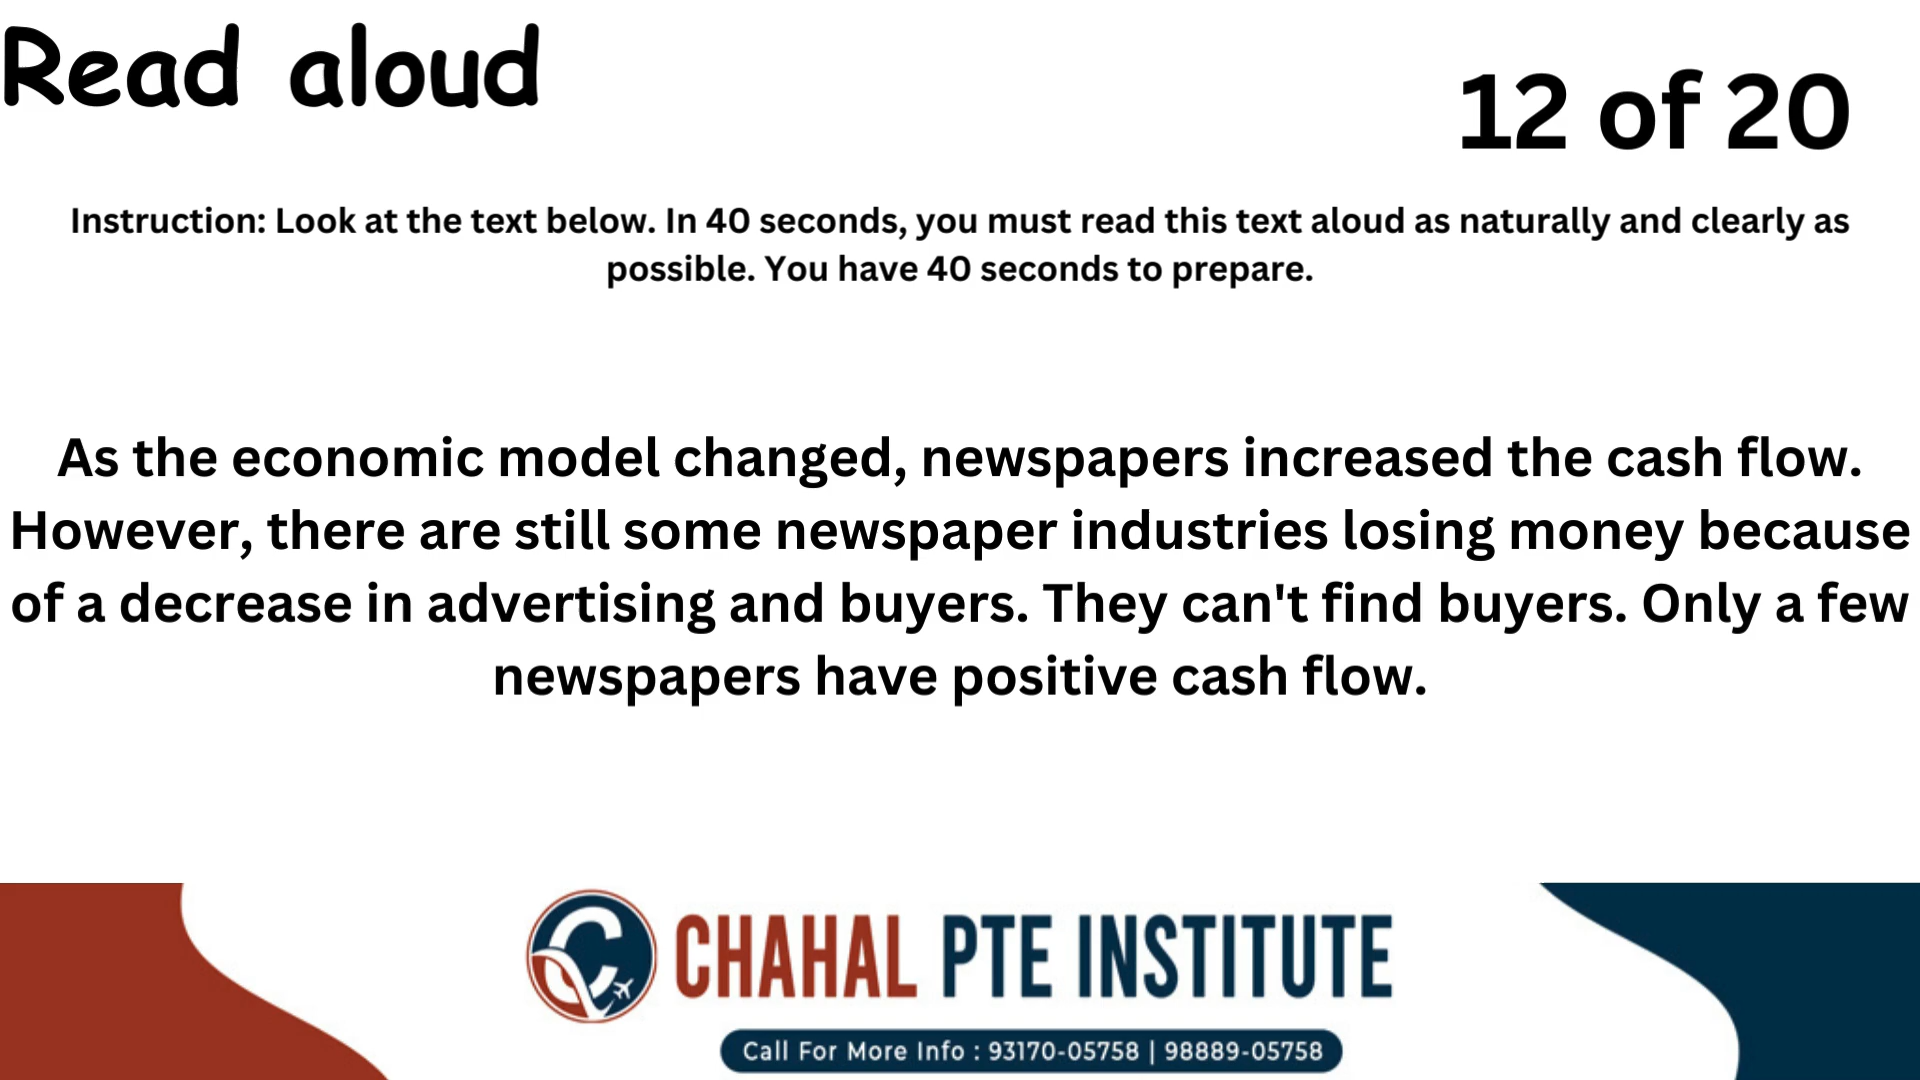 Read aloud
12 of 20
Instruction: Look at the text below. In 40 seconds, you must read this text aloud as naturally and clearly as
possible. You have 40 seconds to prepare.
As the economic model changed, newspapers increased the cash flow.
However, there are still some newspaper industries losing money because
of a decrease in advertising and buyers. They can't find buyers. Only a few
newspapers have positive cash flow.
CHAHAL PTE INSTITUTE
Call For More Info : 93170-05758 | 98889-05758